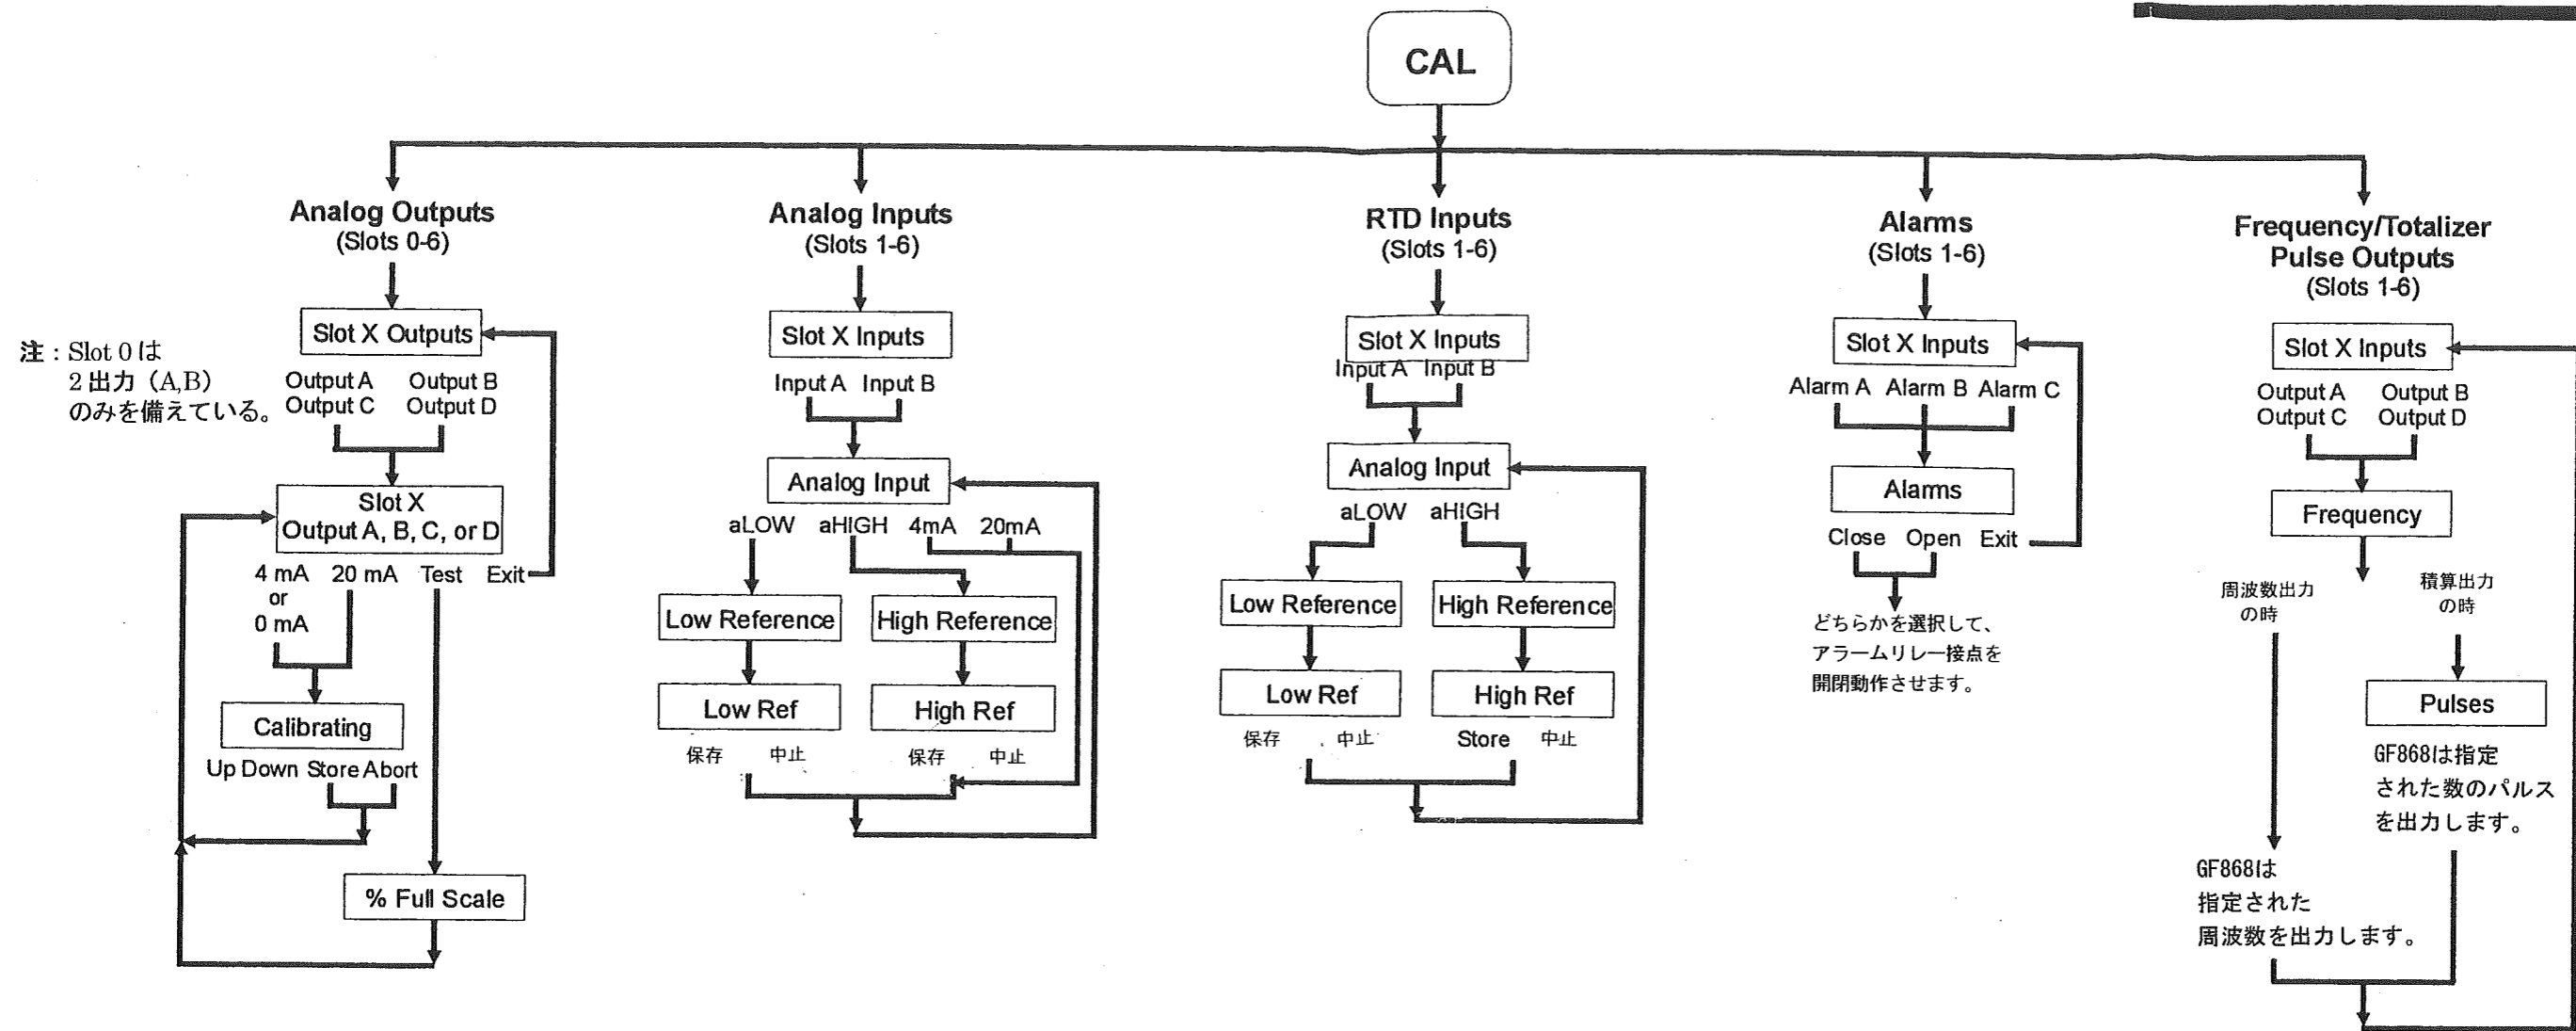 CAL
Analog Outputs
(Slots 0-6)
Slot X Outputs
注：Slot 0 は
2 出力（A,B）
のみを備えている。
Output A Output B
Output C Output D
Slot X
Output A, B, C, or D
4 mA 20 mA Test Exit
or
0 mA
Calibrating
Up Down Store Abort
% Full Scale
Analog Inputs
(Slots 1-6)
Slot X Inputs
Input A Input B
Analog Input
aLOW aHIGH 4mA 20mA
Low Reference High Reference
Low Ref High Ref
保存 中止 保存 中止
RTD Inputs
(Slots 1-6)
Slot X Inputs
Input A Input B
Analog Input
aLOW aHIGH
Low Reference High Reference
Low Ref High Ref
保存 中止 Store 中止
Alarms
(Slots 1-6)
Slot X Inputs
Alarm A Alarm B Alarm C
Alarms
Close Open Exit
どちらかを選択して、
アラームリレー接点を
開閉動作させます。
Frequency/Totalizer
Pulse Outputs
(Slots 1-6)
Slot X Inputs
Output A Output B
Output C Output D
Frequency
周波数出力
の時
積算出力
の時
Pulses
GF868は指定
された数のパルス
を出力します。
GF868は
指定された
周波数を出力します。